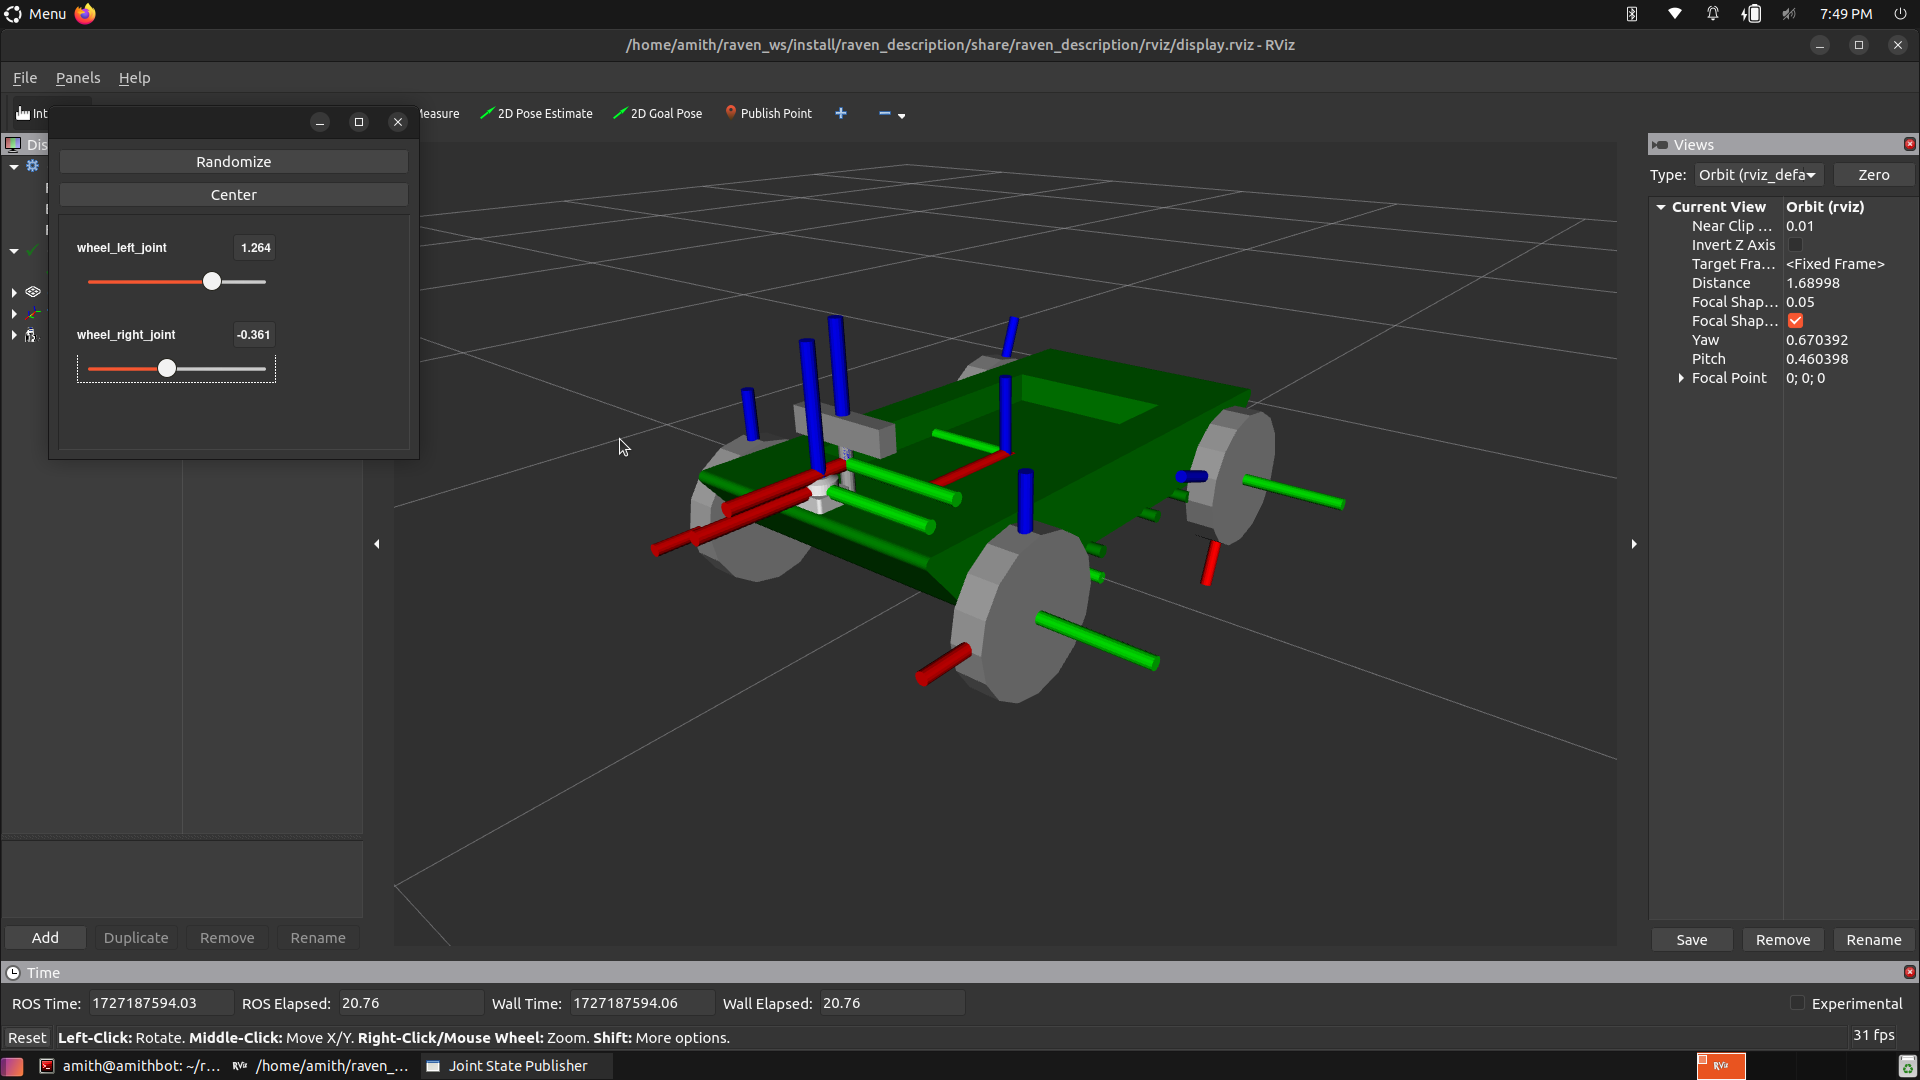 Menu
7:49 PM
/home/amith/raven_ws/install/raven_description/share/raven_description/rviz/display.rviz - RViz
File Panels Help
Int
Measure 2D Pose Estimate 2D Goal Pose Publish Point
Dis
Randomize
Center
wheel_left_joint 1.264
wheel_right_joint -0.361
Views
Type: Orbit (rviz_defa Zero
Current View Orbit (rviz)
Near Clip ... 0.01
Invert Z Axis
Target Fra... <Fixed Frame>
Distance 1.68998
Focal Shap... 0.05
Focal Shap...
Yaw 0.670392
Pitch 0.460398
Focal Point 0; 0; 0
Add Duplicate Remove Rename
Save Remove Rename
Time
ROS Time: 1727187594.03 ROS Elapsed: 20.76 Wall Time: 1727187594.06 Wall Elapsed: 20.76 Experimental
Reset Left-Click: Rotate. Middle-Click: Move X/Y. Right-Click/Mouse Wheel: Zoom. Shift: More options. 31 fps
amith@amithbot: ~/r... RViz /home/amith/raven_... Joint State Publisher RViz